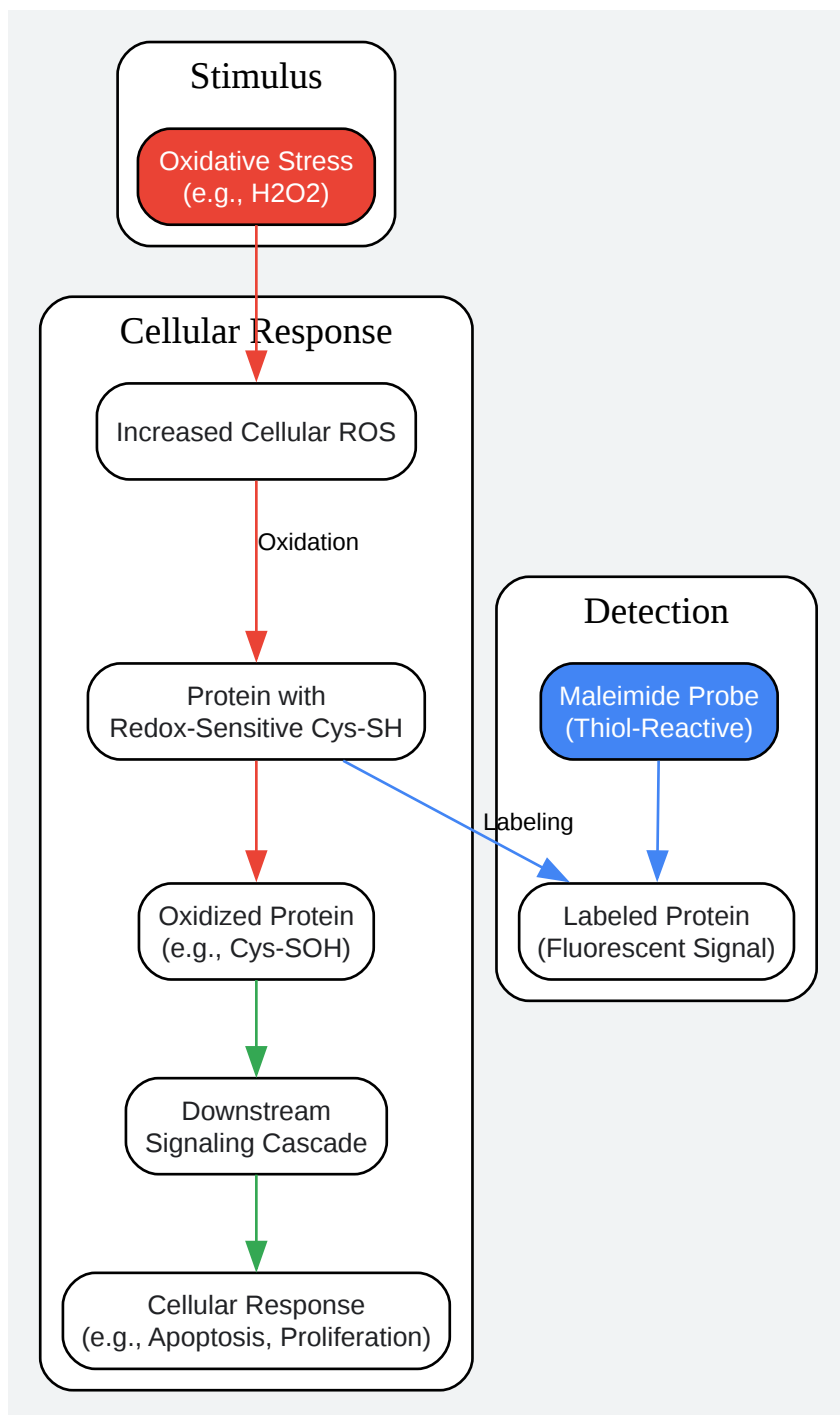 Stimulus
Oxidative Stress
(e.g., H2O2)
Cellular Response
Increased Cellular ROS
Oxidation
Protein with
Redox-Sensitive Cys-SH
Detection
Maleimide Probe
(Thiol-Reactive)
Labeling
Oxidized Protein
(e.g., Cys-SOH)
Labeled Protein
(Fluorescent Signal)
Downstream
Signaling Cascade
Cellular Response
(e.g., Apoptosis, Proliferation)